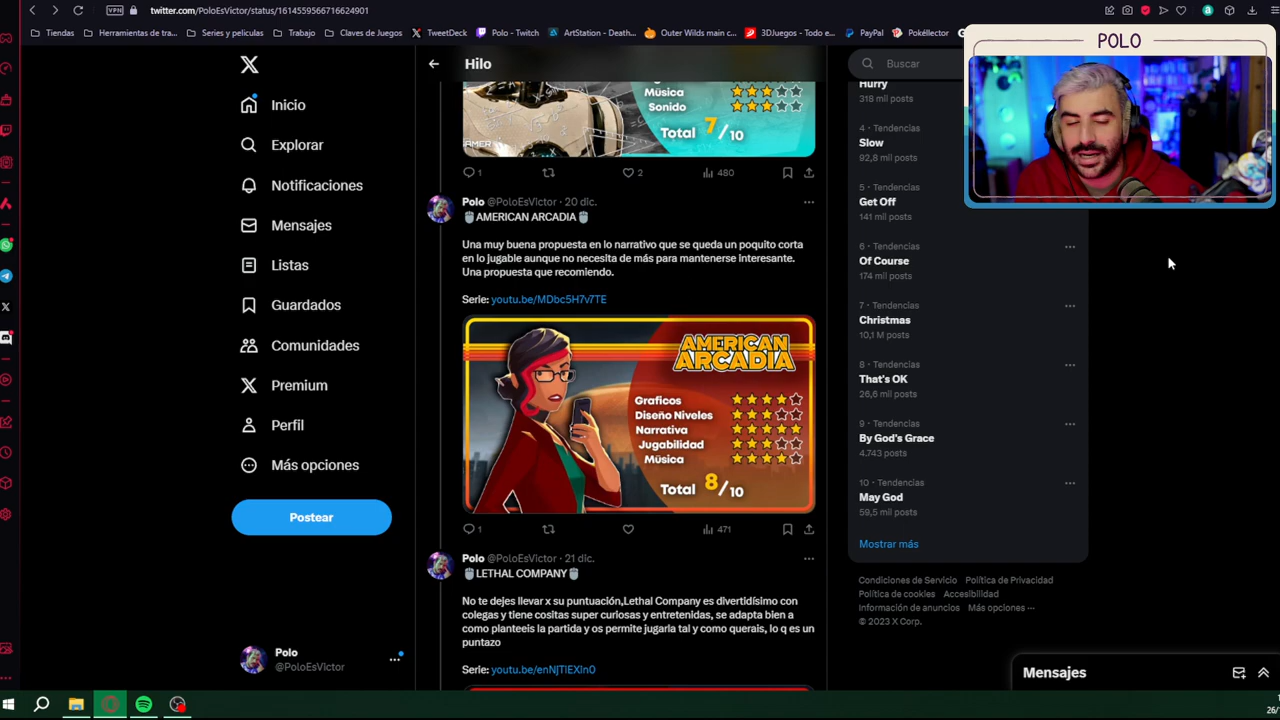 twitter.com/PoloEsVictor/status/1614559566716624901
VPN
Tiendas
Herramientas de tra...
Series y peliculas
Trabajo
Claves de Juegos
TweetDeck
Polo - Twitch
ArtStation - Death...
Outer Wilds main c...
3DJuegos - Todo e...
PayPal
Pokéllector
POLO
X
Inicio
Explorar
Notificaciones
Mensajes
Listas
Guardados
Comunidades
Premium
Perfil
Más opciones
Postear
Polo
@PoloEsVictor
Hilo
Música
Sonido
Total 7/10
1
2
480
Polo @PoloEsVictor · 20 dic.
AMERICAN ARCADIA
Una muy buena propuesta en lo narrativo que se queda un poquito corta
en lo jugable aunque no necesita de más para mantenerse interesante.
Una propuesta que recomiendo.
Serie: youtu.be/MDbc5H7v7TE
AMERICAN
ARCADIA
Graficos
Diseño Niveles
Narrativa
Jugabilidad
Música
Total 8/10
1
471
Polo @PoloEsVictor · 21 dic.
LETHAL COMPANY
No te dejes llevar x su puntuación,Lethal Company es divertidísimo con
colegas y tiene cositas super curiosas y entretenidas, se adapta bien a
como planteeis la partida y os permite jugarla tal y como querais, lo q es un
puntazo
Serie: youtu.be/enNjTlEXIn0
Buscar
Hurry
318 mil posts
4 · Tendencias
Slow
92,8 mil posts
5 · Tendencias
Get Off
141 mil posts
6 · Tendencias
Of Course
174 mil posts
7 · Tendencias
Christmas
10,1 M posts
8 · Tendencias
That's OK
26,6 mil posts
9 · Tendencias
By God's Grace
4.743 posts
10 · Tendencias
May God
59,5 mil posts
Mostrar más
Condiciones de Servicio Política de Privacidad
Política de cookies Accesibilidad
Información de anuncios Más opciones ···
© 2023 X Corp.
Mensajes